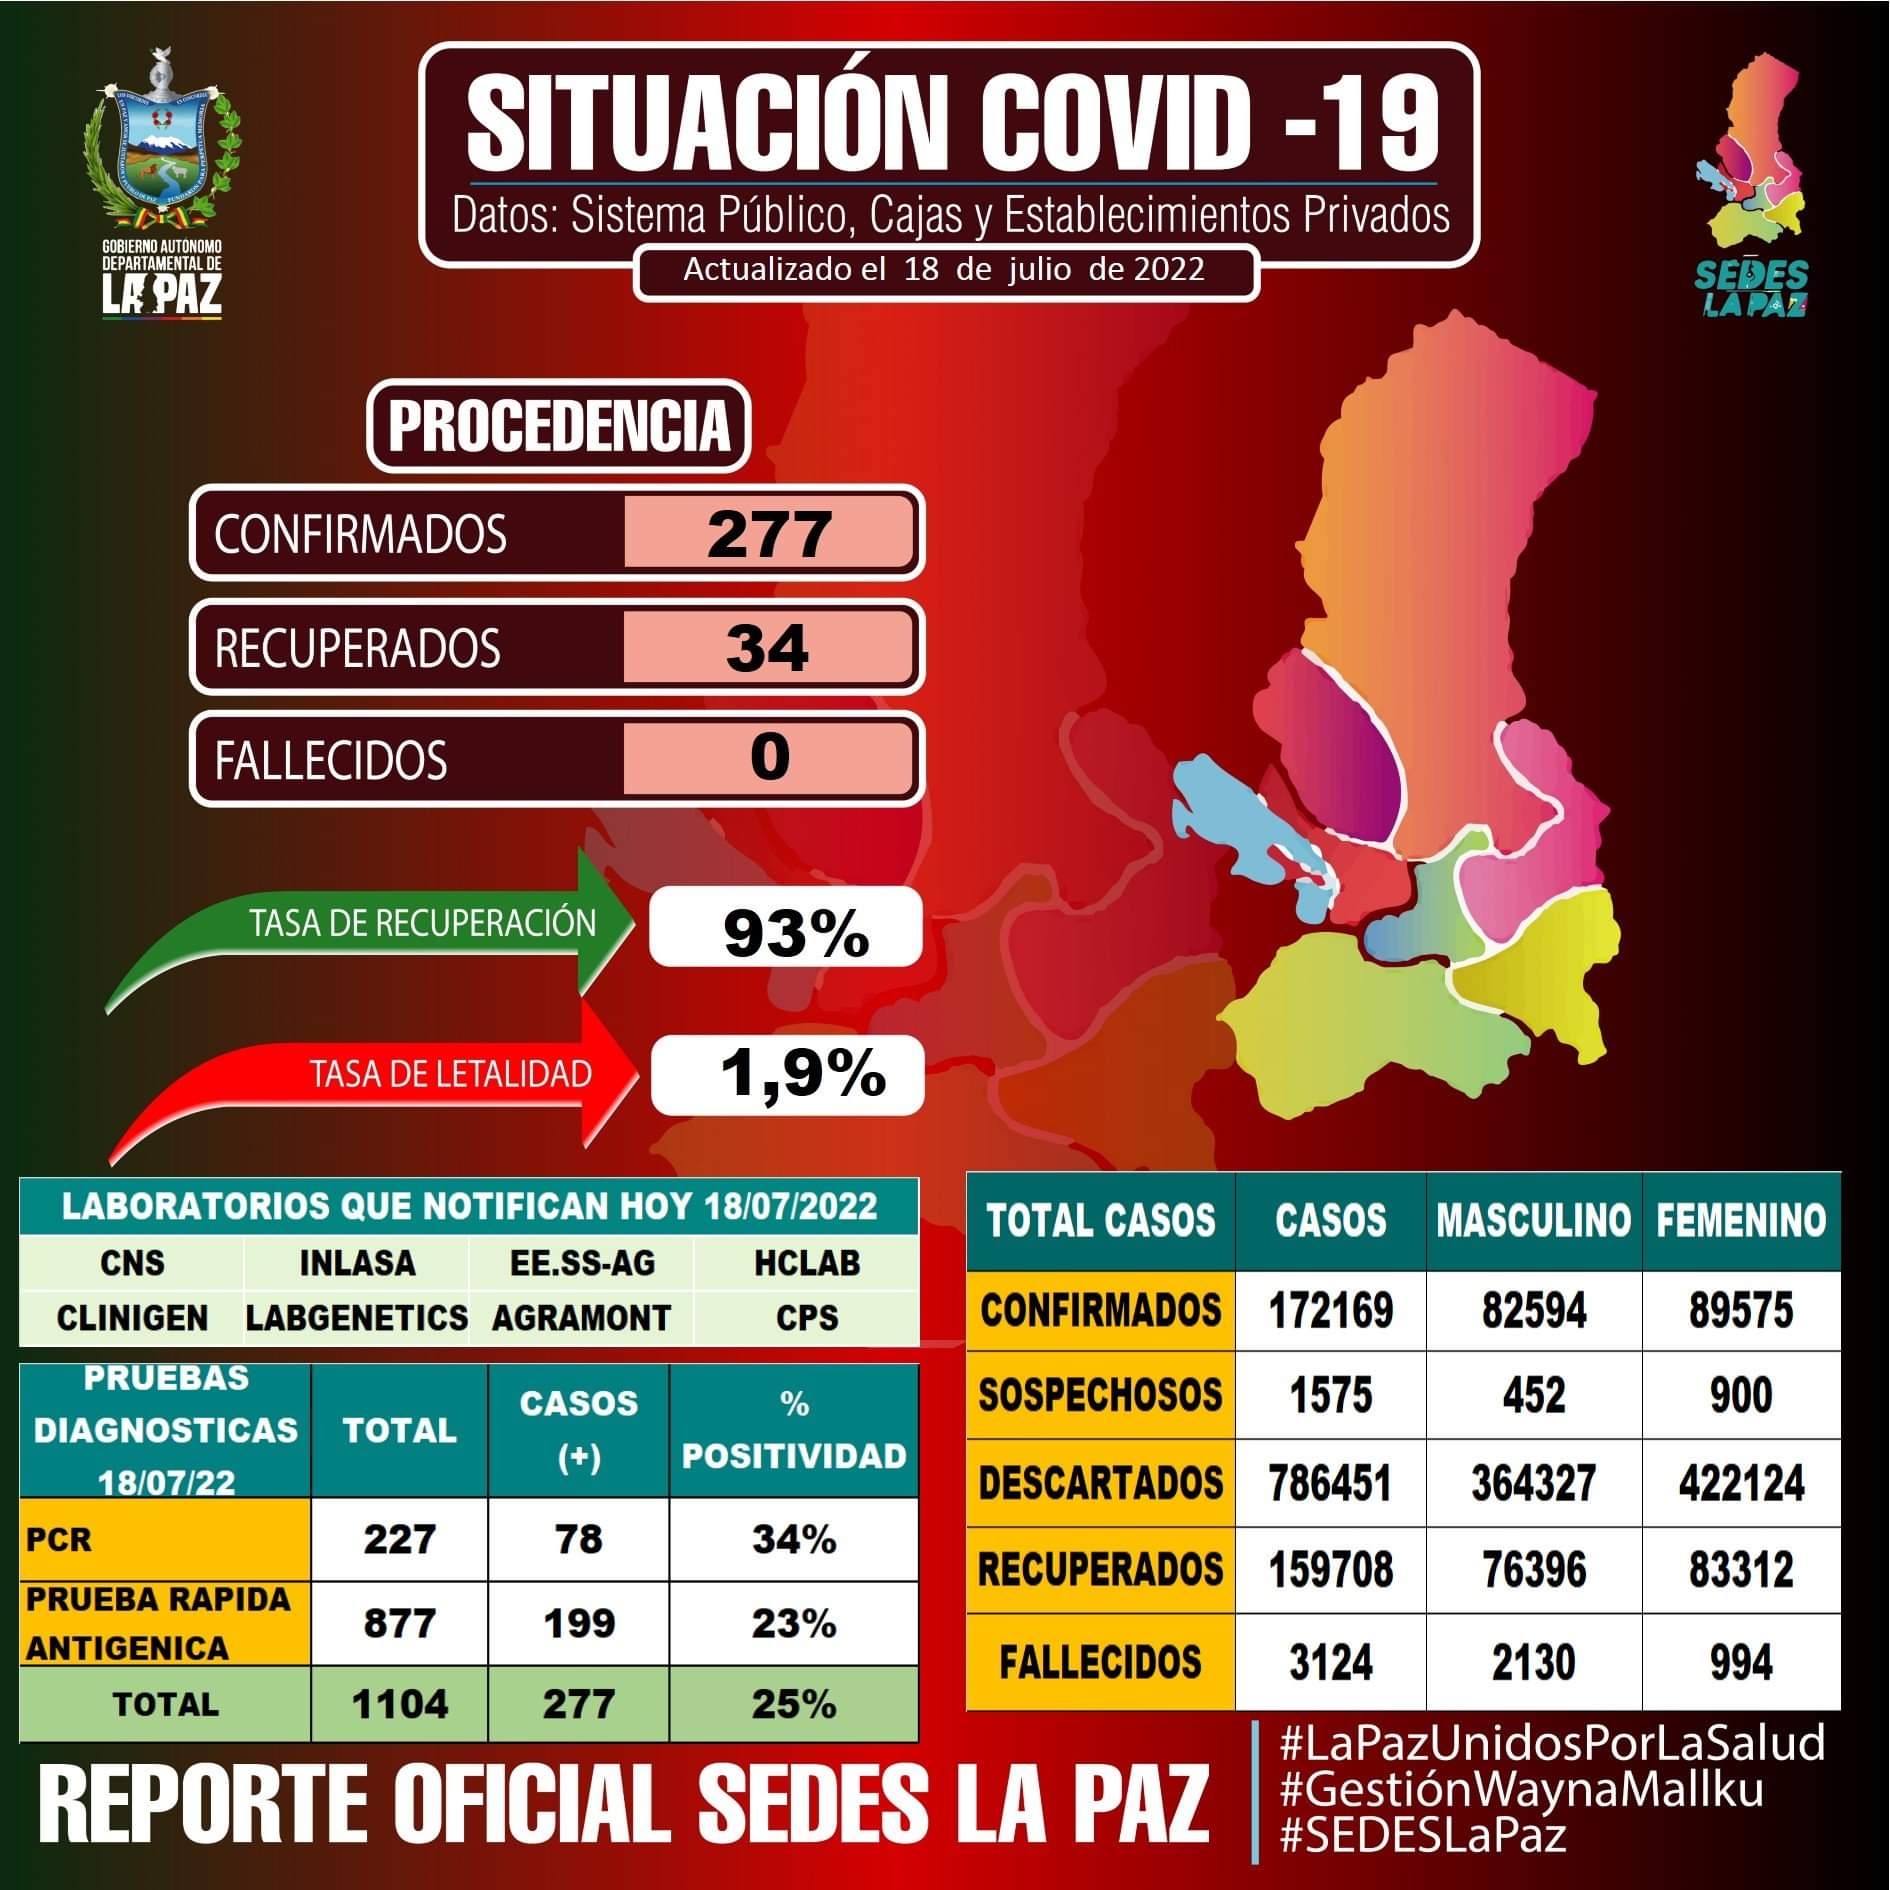 SITUACIÓN COVID -19
Datos: Sistema Público, Cajas y Establecimientos Privados
Actualizado el 18 de julio de 2022
GOBIERNO AUTÓNOMO
DEPARTAMENTAL DE
LA PAZ
SEDES
LA PAZ
PROCEDENCIA
CONFIRMADOS 277
RECUPERADOS 34
FALLECIDOS 0
TASA DE RECUPERACIÓN 93%
TASA DE LETALIDAD 1,9%
LABORATORIOS QUE NOTIFICAN HOY 18/07/2022
CNS INLASA EE.SS-AG HCLAB
CLINIGEN LABGENETICS AGRAMONT CPS
PRUEBAS
DIAGNOSTICAS
18/07/22
TOTAL
CASOS
(+)
%
POSITIVIDAD
PCR 227 78 34%
PRUEBA RAPIDA
ANTIGENICA
877 199 23%
TOTAL 1104 277 25%
TOTAL CASOS CASOS MASCULINO FEMENINO
CONFIRMADOS 172169 82594 89575
SOSPECHOSOS 1575 452 900
DESCARTADOS 786451 364327 422124
RECUPERADOS 159708 76396 83312
FALLECIDOS 3124 2130 994
REPORTE OFICIAL SEDES LA PAZ
#LaPazUnidosPorLaSalud
#GestiónWaynaMallku
#SEDESLaPaz